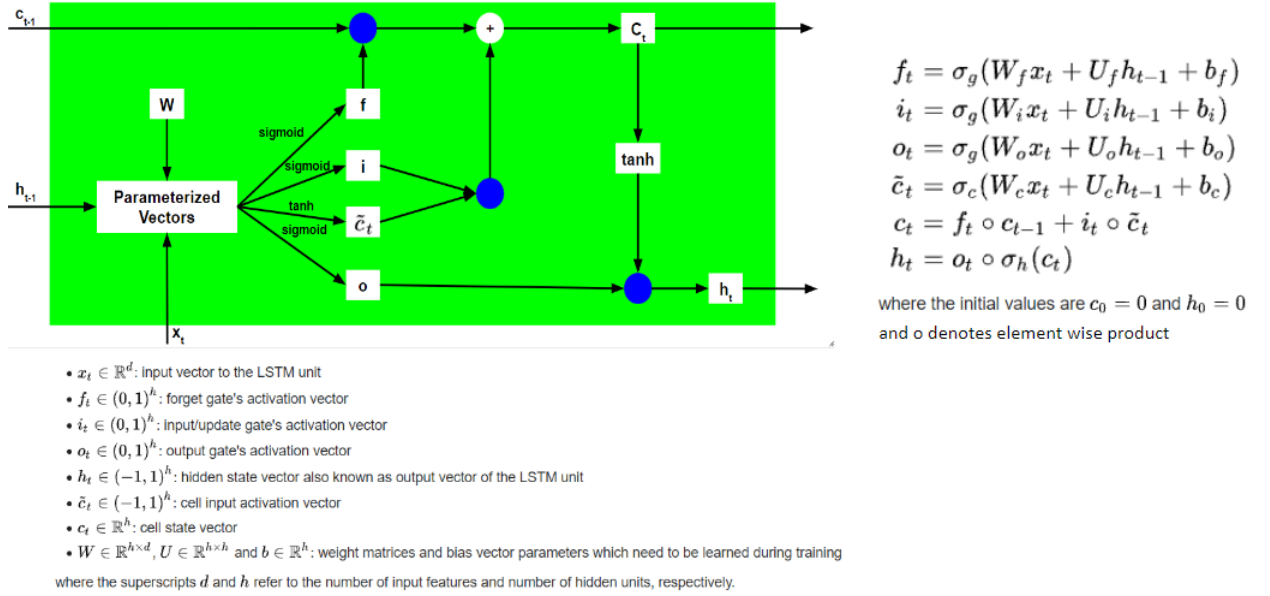 c_{t-1}
+
C_t
W
f
sigmoid
sigmoid
i
tanh
h_{t-1}
Parameterized
Vectors
tanh
c̃_t
sigmoid
o
h_t
x_t
f_t = σ_g(W_f x_t + U_f h_{t-1} + b_f)
i_t = σ_g(W_i x_t + U_i h_{t-1} + b_i)
o_t = σ_g(W_o x_t + U_o h_{t-1} + b_o)
c̃_t = σ_c(W_c x_t + U_c h_{t-1} + b_c)
c_t = f_t ∘ c_{t-1} + i_t ∘ c̃_t
h_t = o_t ∘ σ_h(c_t)
where the initial values are c_0 = 0 and h_0 = 0
and o denotes element wise product
• x_t ∈ ℝ^d: input vector to the LSTM unit
• f_t ∈ (0, 1)^h: forget gate's activation vector
• i_t ∈ (0, 1)^h: input/update gate's activation vector
• o_t ∈ (0, 1)^h: output gate's activation vector
• h_t ∈ (−1, 1)^h: hidden state vector also known as output vector of the LSTM unit
• c̃_t ∈ (−1, 1)^h: cell input activation vector
• c_t ∈ ℝ^h: cell state vector
• W ∈ ℝ^{h×d}, U ∈ ℝ^{h×h} and b ∈ ℝ^h: weight matrices and bias vector parameters which need to be learned during training
where the superscripts d and h refer to the number of input features and number of hidden units, respectively.